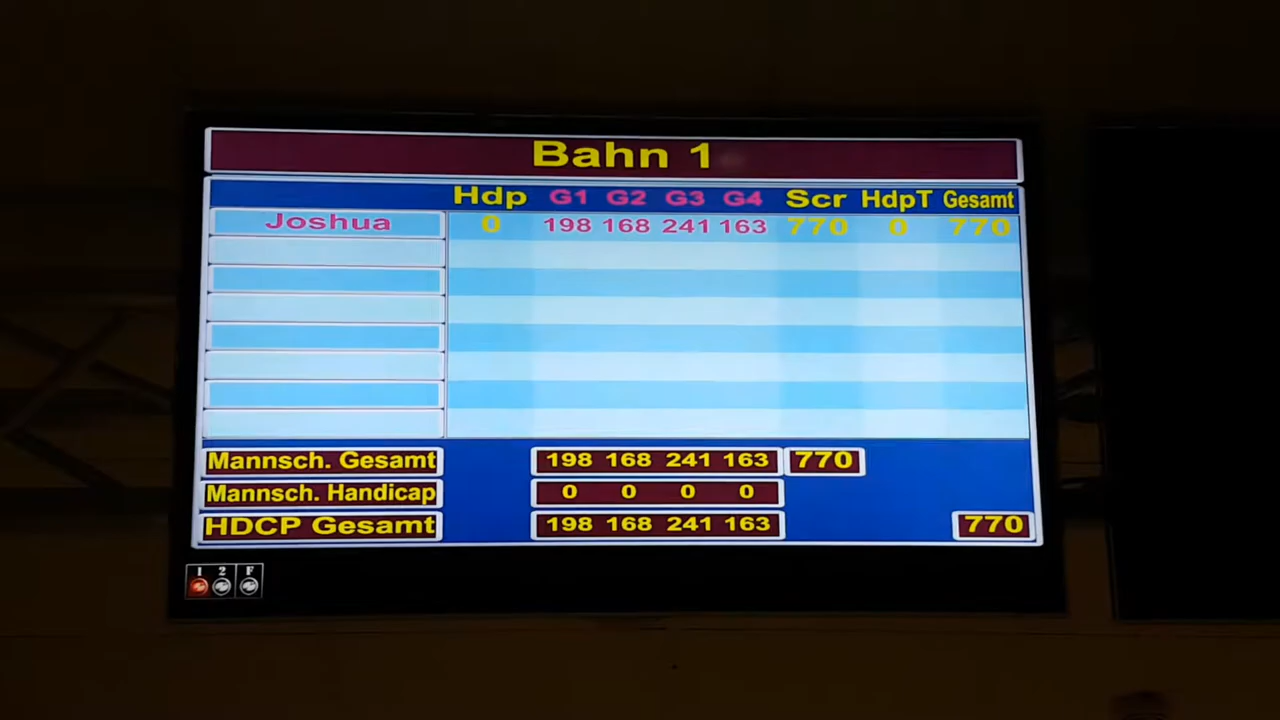 Bahn 1
Hdp G1 G2 G3 G4 Scr HdpT Gesamt
Joshua 0 198 168 241 163 770 0 770
Mannsch. Gesamt 198 168 241 163 770
Mannsch. Handicap 0 0 0 0
HDCP Gesamt 198 168 241 163 770
1 2 F